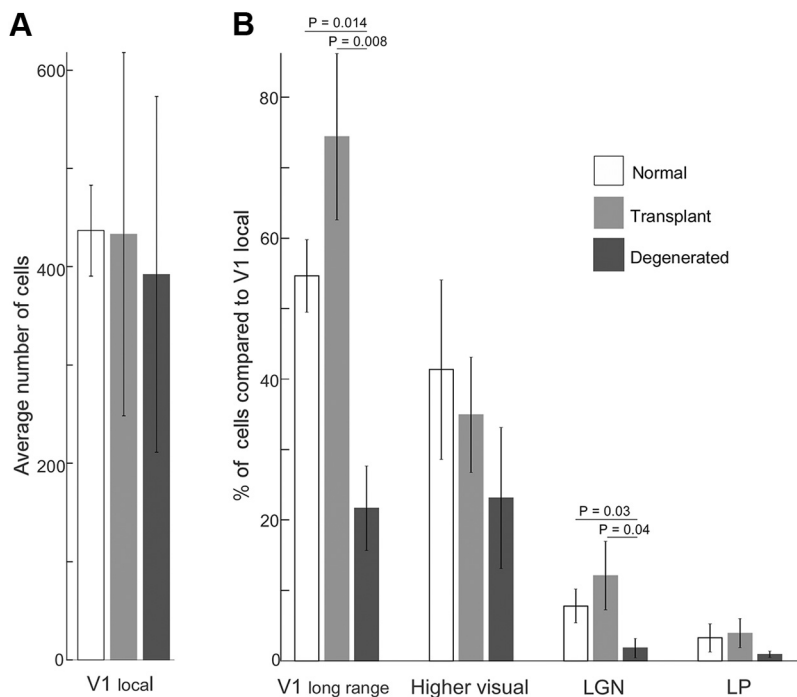 A
B
P = 0.014
P = 0.008
600
400
200
0
Average number of cells
V1 local
80
60
40
20
0
% of cells compared to V1 local
Normal
Transplant
Degenerated
P = 0.03
P = 0.04
V1 long range
Higher visual
LGN
LP